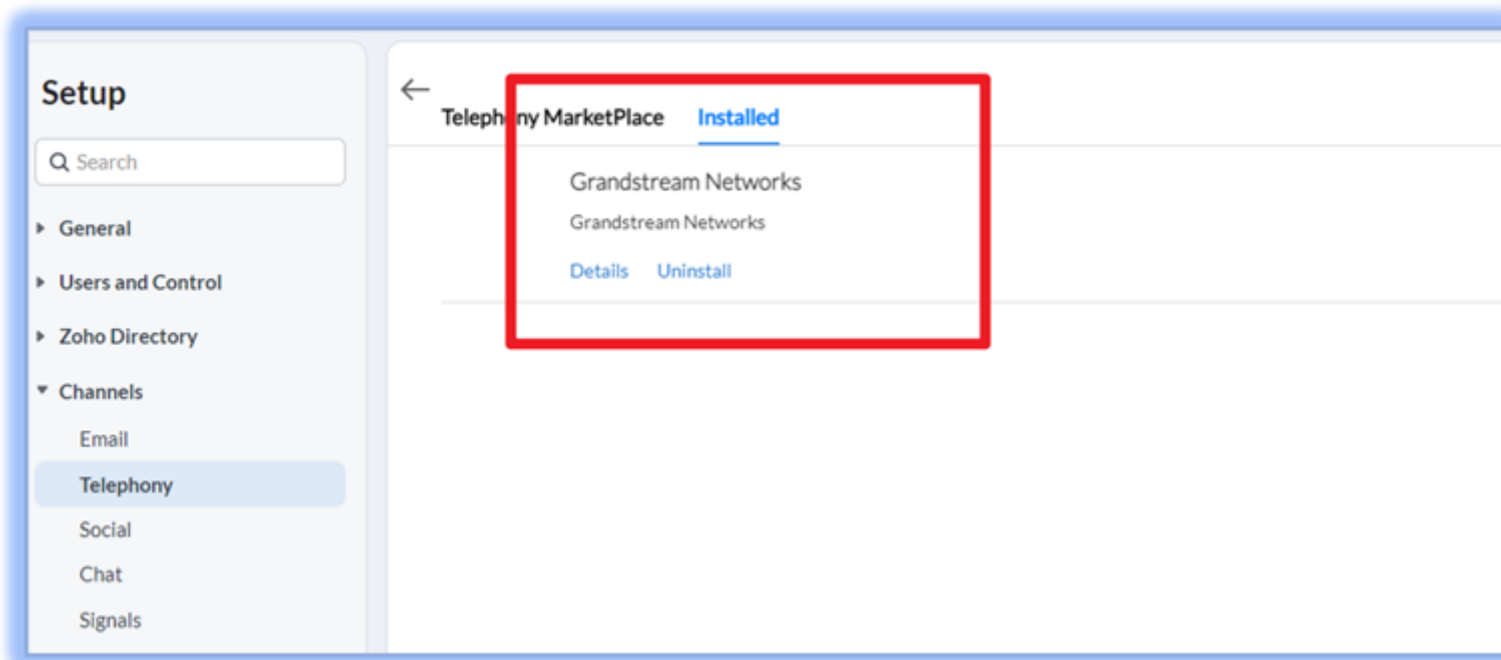 Setup
Search
General
Users and Control
Zoho Directory
Channels
Email
Telephony
Social
Chat
Signals
Telephony MarketPlace Installed
Grandstream Networks
Grandstream Networks
Details Uninstall